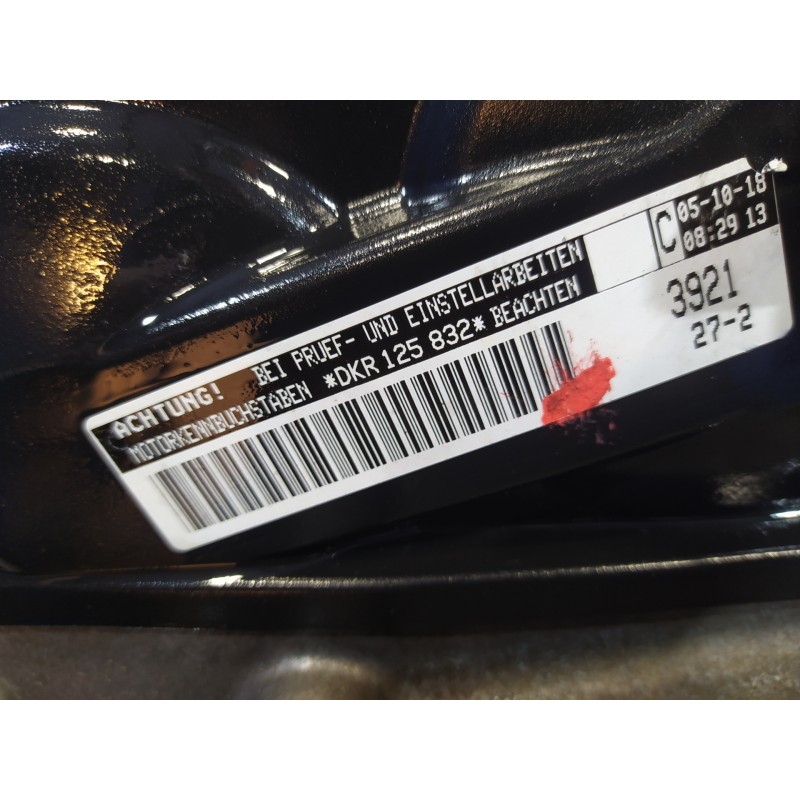 ACHTUNG! BEI PRUEF- UND EINSTELLARBEITEN
MOTORKENNBUCHSTABEN *DKR 125 832* BEACHTEN
C
05-10-18
08:29 13
3921
27-2